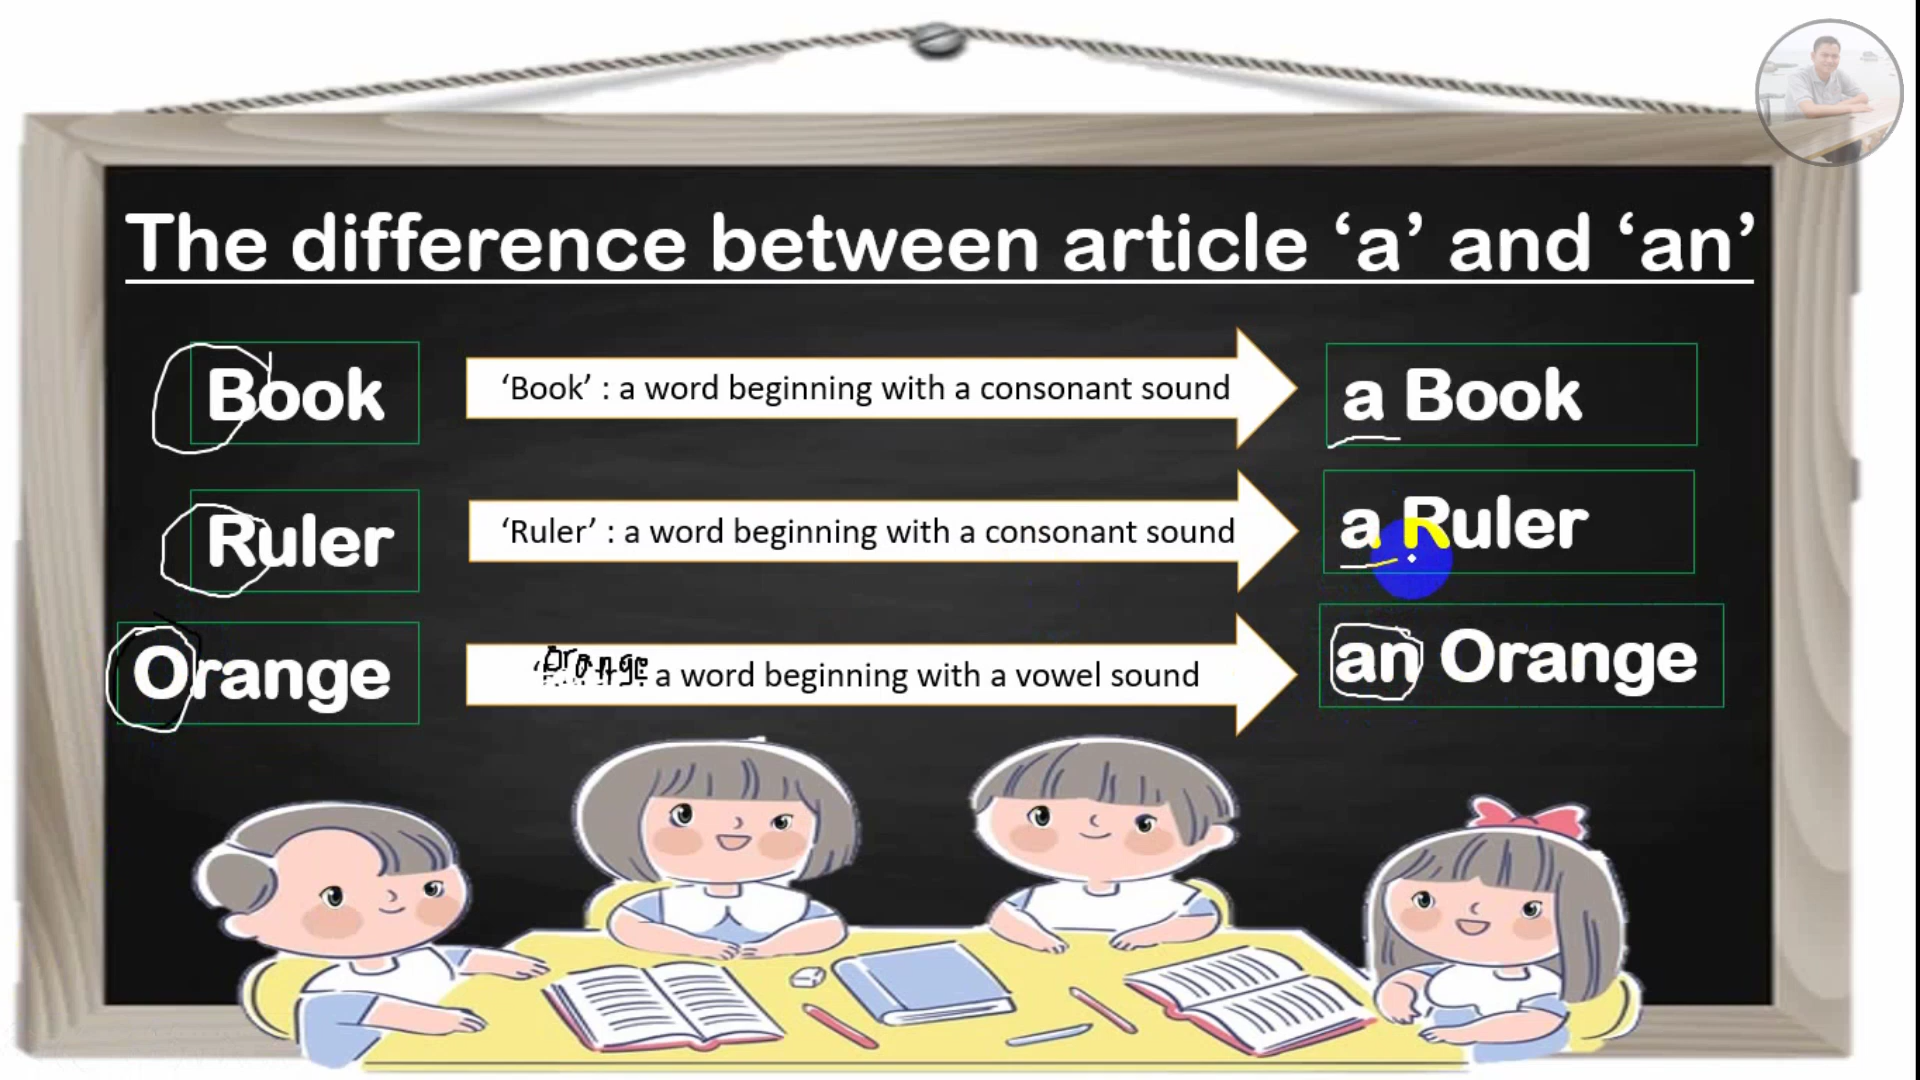 The difference between article ‘a’ and ‘an’
Book
‘Book’ : a word beginning with a consonant sound
a Book
Ruler
‘Ruler’ : a word beginning with a consonant sound
a Ruler
Orange
‘Orange : a word beginning with a vowel sound
an Orange